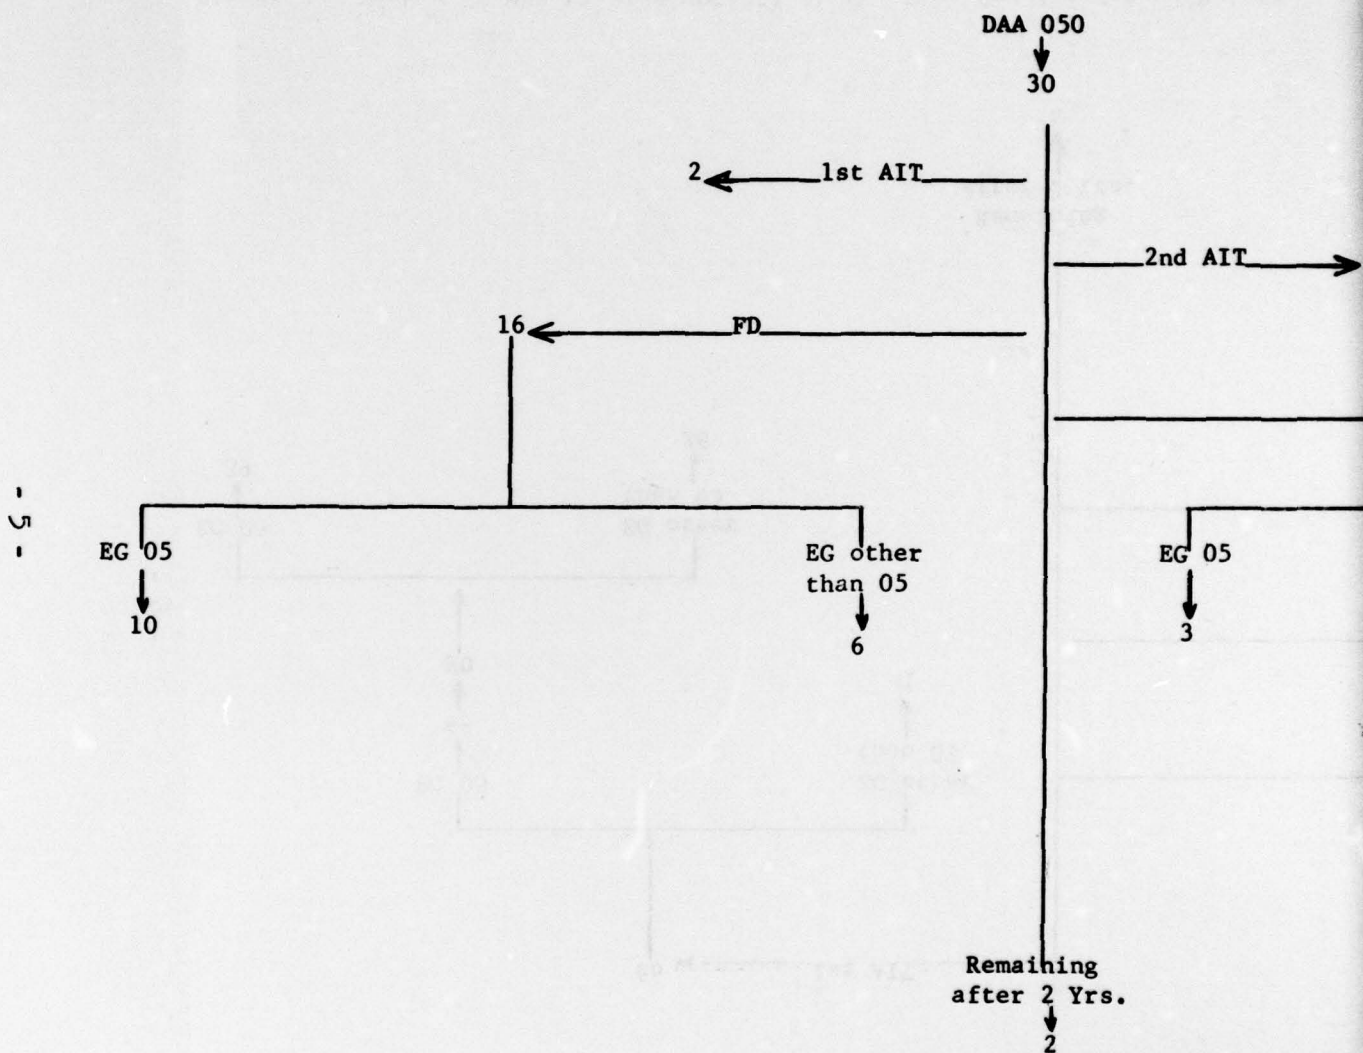 DAA 050
30
2 1st AIT
2nd AIT
16 FD
EG 05
10
EG other
than 05
6
EG 05
3
Remaining
after 2 Yrs.
2
- 5 -